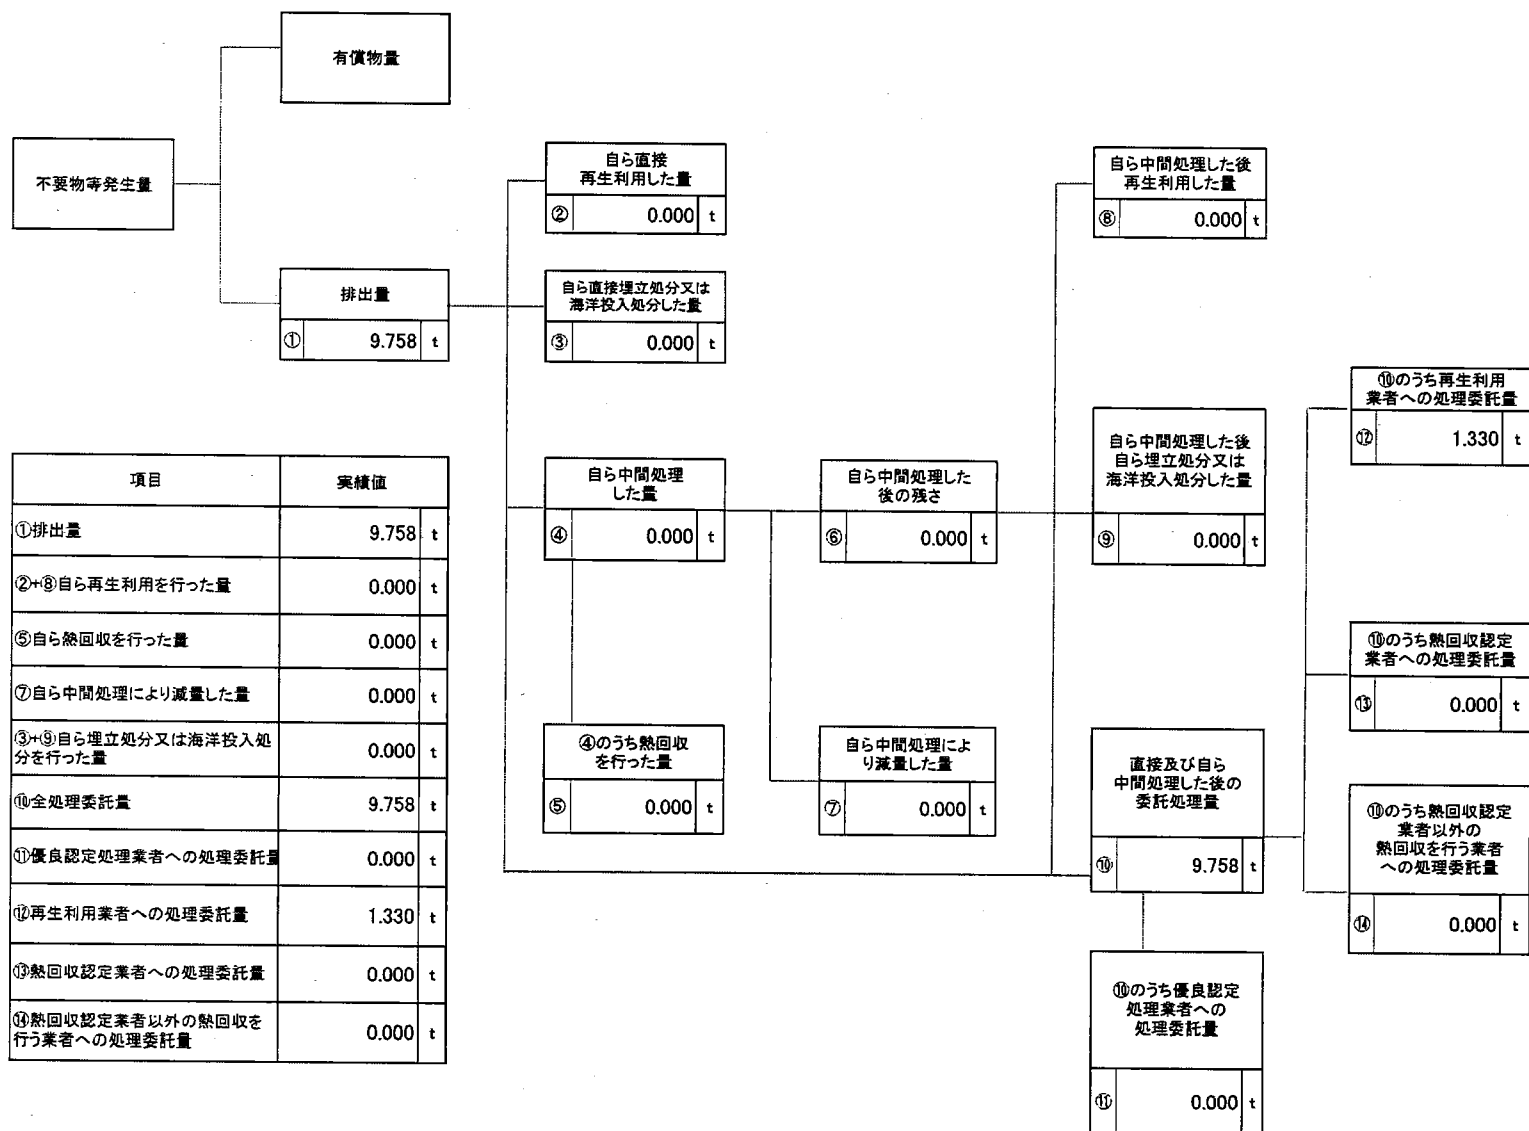 有償物量
不要物等発生量
排出量
① 9.758 t
自ら直接
再生利用した量
② 0.000 t
自ら直接埋立処分又は
海洋投入処分した量
③ 0.000 t
自ら中間処理
した量
④ 0.000 t
④のうち熱回収
を行った量
⑤ 0.000 t
自ら中間処理した
後の残さ
⑥ 0.000 t
自ら中間処理によ
り減量した量
⑦ 0.000 t
自ら中間処理した後
再生利用した量
⑧ 0.000 t
自ら中間処理した後
自ら埋立処分又は
海洋投入処分した量
⑨ 0.000 t
直接及び自ら
中間処理した後の
委託処理量
⑩ 9.758 t
⑩のうち優良認定
処理業者への
処理委託量
⑪ 0.000 t
⑩のうち再生利用
業者への処理委託量
⑫ 1.330 t
⑩のうち熱回収認定
業者への処理委託量
⑬ 0.000 t
⑩のうち熱回収認定
業者以外の
熱回収を行う業者
への処理委託量
⑭ 0.000 t
項目 実績値
①排出量 9.758 t
②+⑧自ら再生利用を行った量 0.000 t
⑤自ら熱回収を行った量 0.000 t
⑦自ら中間処理により減量した量 0.000 t
③+⑨自ら埋立処分又は海洋投入処
分を行った量 0.000 t
⑩全処理委託量 9.758 t
⑪優良認定処理業者への処理委託量 0.000 t
⑫再生利用業者への処理委託量 1.330 t
⑬熱回収認定業者への処理委託量 0.000 t
⑭熱回収認定業者以外の熱回収を
行う業者への処理委託量 0.000 t